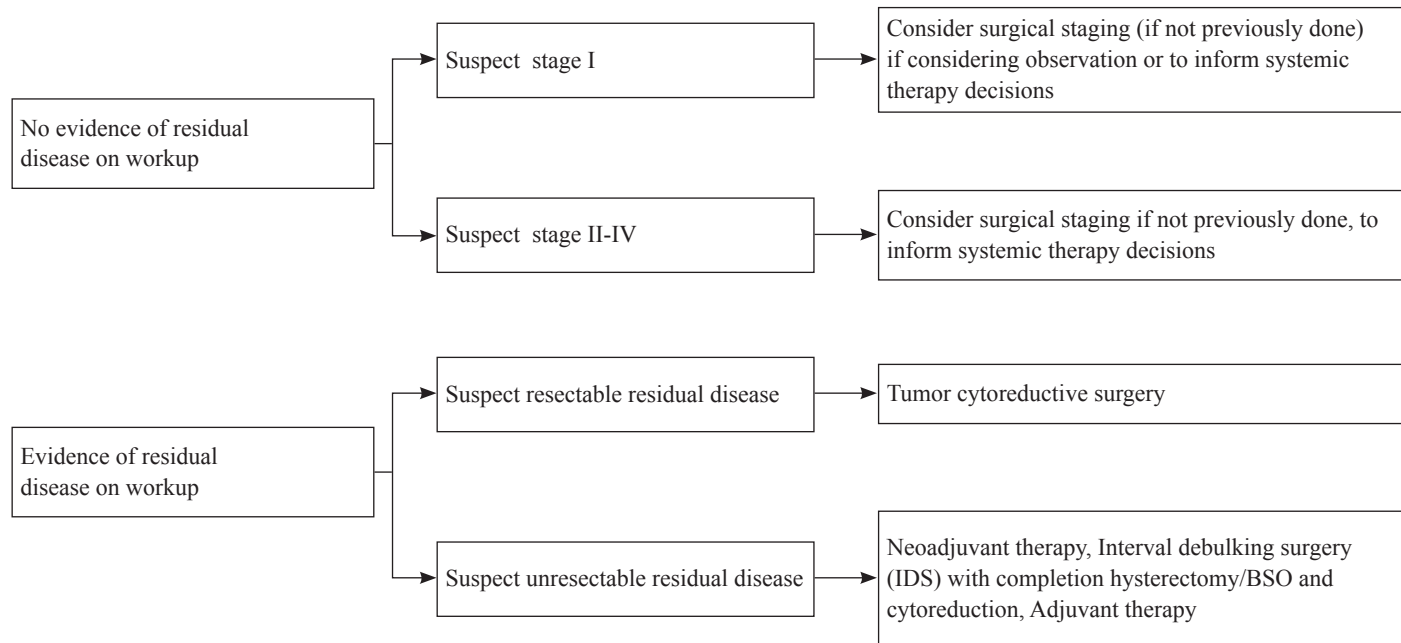 No evidence of residual
disease on workup
Suspect stage I
Consider surgical staging (if not previously done)
if considering observation or to inform systemic
therapy decisions
Suspect stage II-IV
Consider surgical staging if not previously done, to
inform systemic therapy decisions
Evidence of residual
disease on workup
Suspect resectable residual disease
Tumor cytoreductive surgery
Suspect unresectable residual disease
Neoadjuvant therapy, Interval debulking surgery
(IDS) with completion hysterectomy/BSO and
cytoreduction, Adjuvant therapy